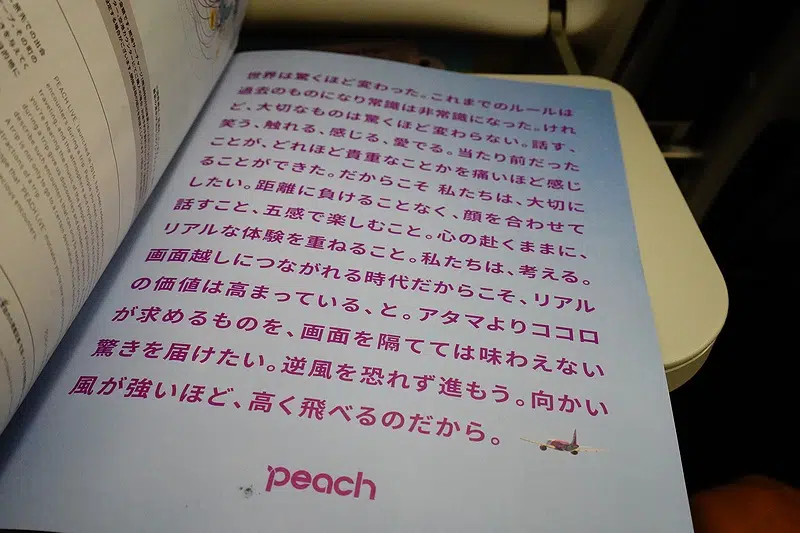 世界は驚くほど変わった。これまでのルールは
過去のものになり常識は非常識になった。けれ
ど、大切なものは驚くほど変わらない。話す、
笑う、触れる、感じる、愛でる。当たり前だった
ことが、どれほど貴重なことかを痛いほど感じ
ることができた。だからこそ 私たちは、大切に
したい。距離に負けることなく、顔を合わせて
話すこと、五感で楽しむこと。心の赴くままに、
リアルな体験を重ねること。私たちは、考える。
画面越しにつながれる時代だからこそ、リアル
の価値は高まっている、と。アタマよりココロ
が求めるものを、画面を隔てては味わえない
驚きを届けたい。逆風を恐れず進もう。向かい
風が強いほど、高く飛べるのだから。
peach